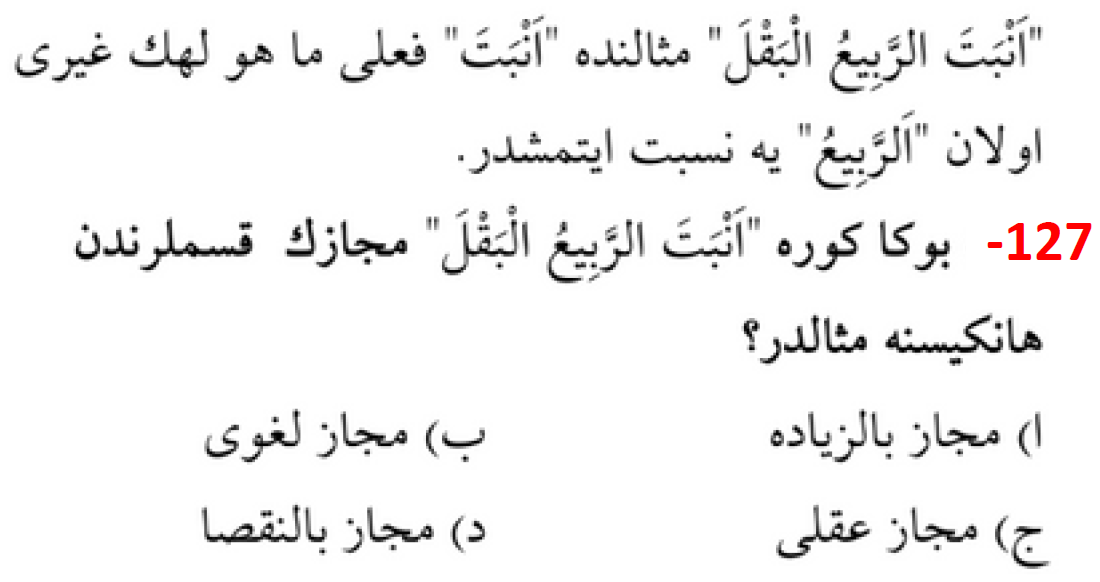 "اَنْبَتَ الرَّبِيعُ الْبَقْلَ" مثالنده "اَنْبَتَ" فعلى ما هو لهك غيرى
اولان "اَلرَّبِيعُ" يه نسبت ايتمشدر.
127- بوكا كوره "اَنْبَتَ الرَّبِيعُ الْبَقْلَ" مجازك قسملرندن
هانكيسنه مثالدر؟
ا) مجاز بالزياده ب) مجاز لغوى
ج) مجاز عقلى د) مجاز بالنقصا